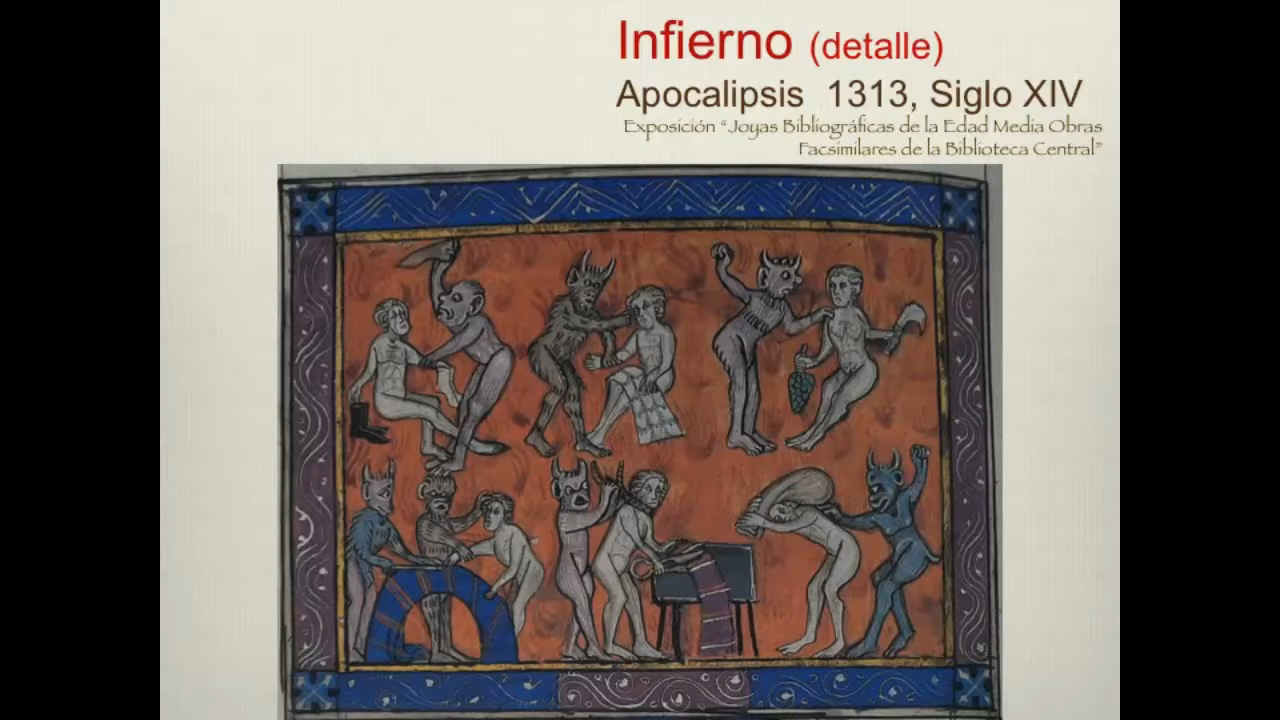 Infierno (detalle)
Apocalipsis 1313, Siglo XIV
Exposición “Joyas Bibliográficas de la Edad Media Obras
Facsimilares de la Biblioteca Central”